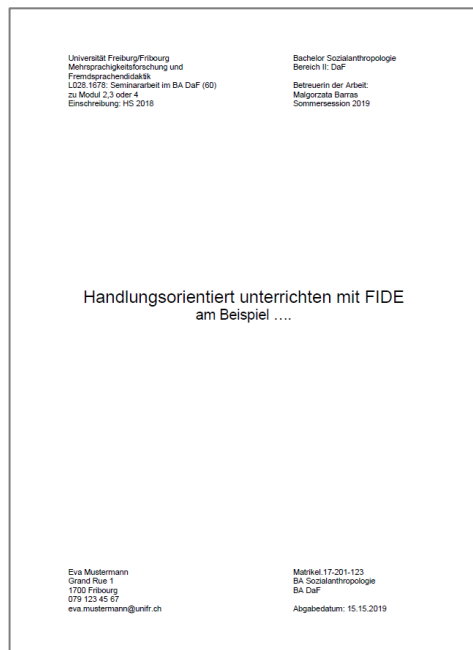 Universität Freiburg/Fribourg
Mehrsprachigkeitsforschung und
Fremdsprachendidaktik
L028.1678: Seminararbeit im BA DaF (60)
zu Modul 2,3 oder 4
Einschreibung: HS 2018
Bachelor Sozialanthropologie
Bereich II: DaF
Betreuerin der Arbeit:
Malgorzata Barras
Sommersession 2019
Handlungsorientiert unterrichten mit FIDE
am Beispiel ….
Eva Mustermann
Grand Rue 1
1700 Fribourg
079 123 45 67
eva.mustermann@unifr.ch
Matrikel.17-201-123
BA Sozialanthropologie
BA DaF
Abgabedatum: 15.15.2019